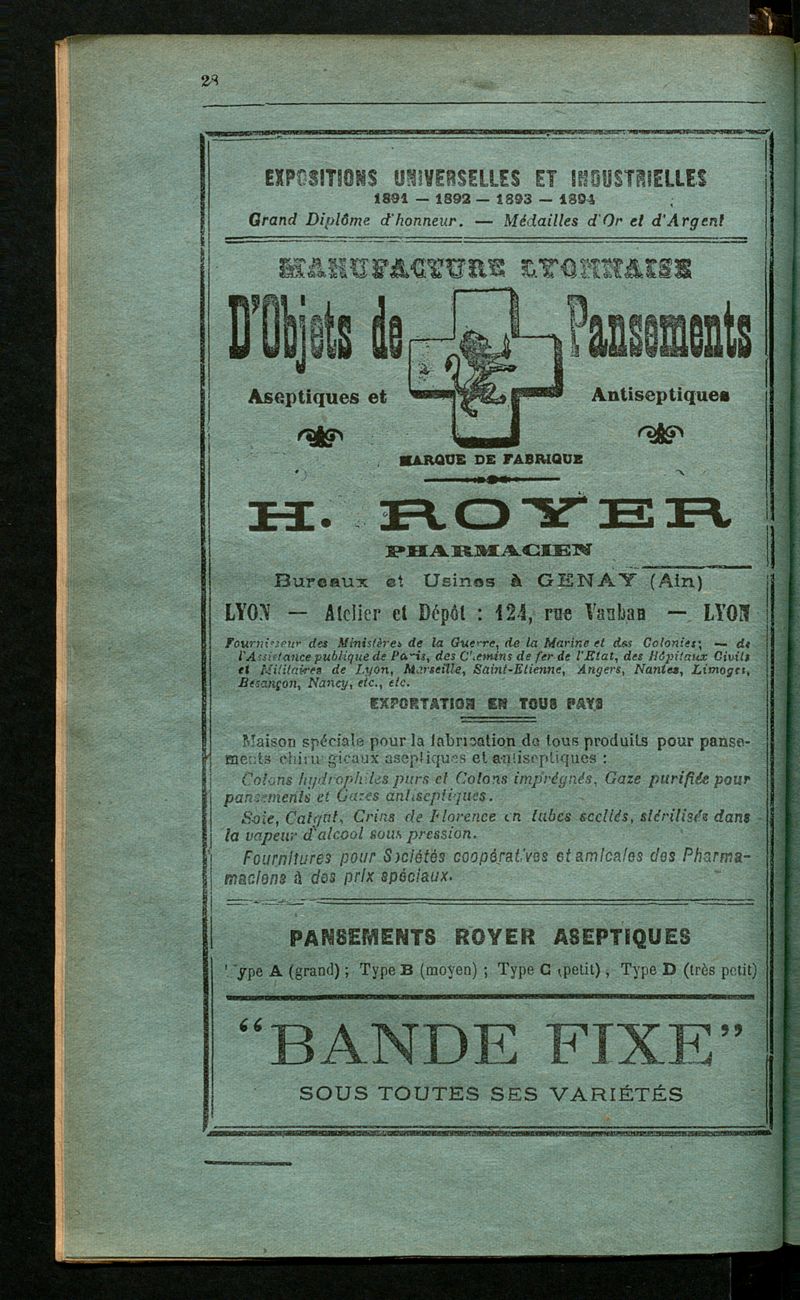 28
EXPOSITIONS UNIVERSELLES ET INDUSTRIELLES
1891 — 1892 — 1893 — 1894
Grand Diplôme d'honneur. — Médailles d'Or et d'Argent
MANUFACTURE LYONNAISE
D'Objets de Pansements
Aseptiques et Antiseptiques
MARQUE DE FABRIQUE
H. ROYER
PHARMACIEN
Bureaux et Usines à GENAY (Ain)
LYON — Atelier et Dépôt : 124, rue Vauban — LYON
Fournisseur des Ministères de la Guerre, de la Marine et des Colonies; — de
l'Assistance publique de Paris, des Chemins de fer de l'Etat, des Hôpitaux Civils
et Militaires de Lyon, Marseille, Saint-Etienne, Angers, Nantes, Limoges,
Besançon, Nancy, etc., etc.
EXPORTATION EN TOUS PAYS
Maison spéciale pour la fabrication de tous produits pour panse-
ments chirurgicaux aseptiques et antiseptiques :
Cotons hydrophiles purs et Cotons imprégnés, Gaze purifiée pour
pansements et Gazes antiseptiques.
Soie, Catgut, Crins de Florence en tubes scellés, stérilisés dans
la vapeur d'alcool sous pression.
Fournitures pour Sociétés coopératives et amicales des Pharma-
maciens à des prix spéciaux.
PANSEMENTS ROYER ASEPTIQUES
Type A (grand) ; Type B (moyen) ; Type C (petit) ; Type D (très petit)
"BANDE FIXE"
SOUS TOUTES SES VARIÉTÉS